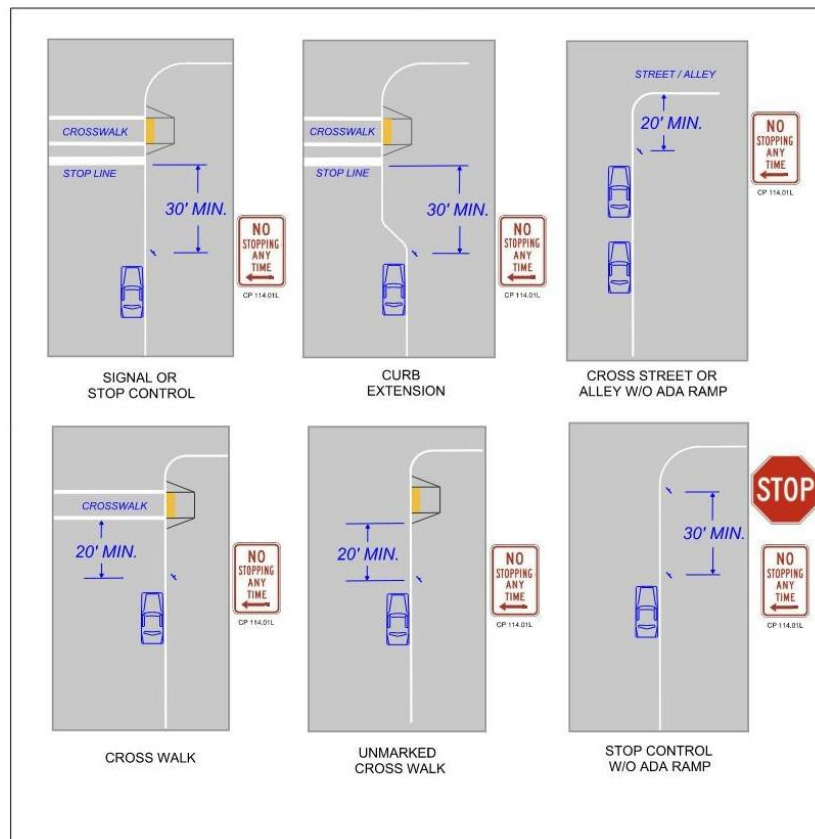 CROSSWALK
STOP LINE
30' MIN.
NO
STOPPING
ANY
TIME
CP 114.01L
SIGNAL OR
STOP CONTROL
CROSSWALK
STOP LINE
30' MIN.
NO
STOPPING
ANY
TIME
CP 114.01L
CURB
EXTENSION
STREET / ALLEY
20' MIN.
NO
STOPPING
ANY TIME
CP 114.01L
CROSS STREET OR
ALLEY W/O ADA RAMP
CROSSWALK
20' MIN.
NO
STOPPING
ANY
TIME
CP 114.01L
CROSS WALK
20' MIN.
NO
STOPPING
ANY
TIME
CP 114.01L
UNMARKED
CROSS WALK
30' MIN.
STOP
NO
STOPPING
ANY
TIME
CP 114.01L
STOP CONTROL
W/O ADA RAMP